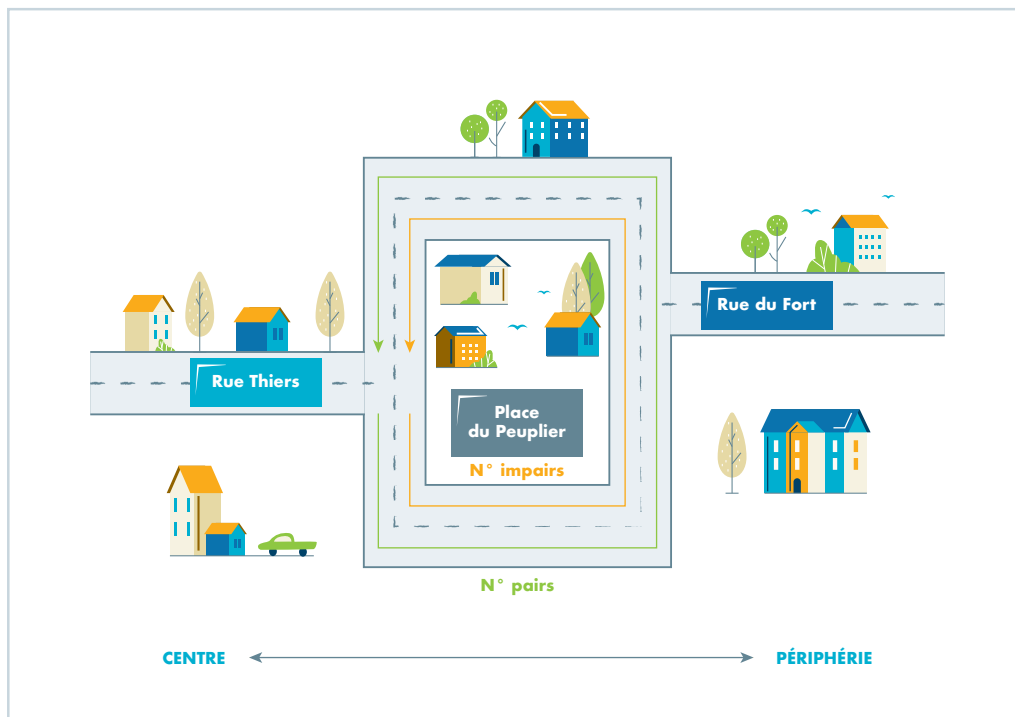 Rue du Fort
Rue Thiers
Place
du Peuplier
N° impairs
N° pairs
CENTRE
PÉRIPHÉRIE